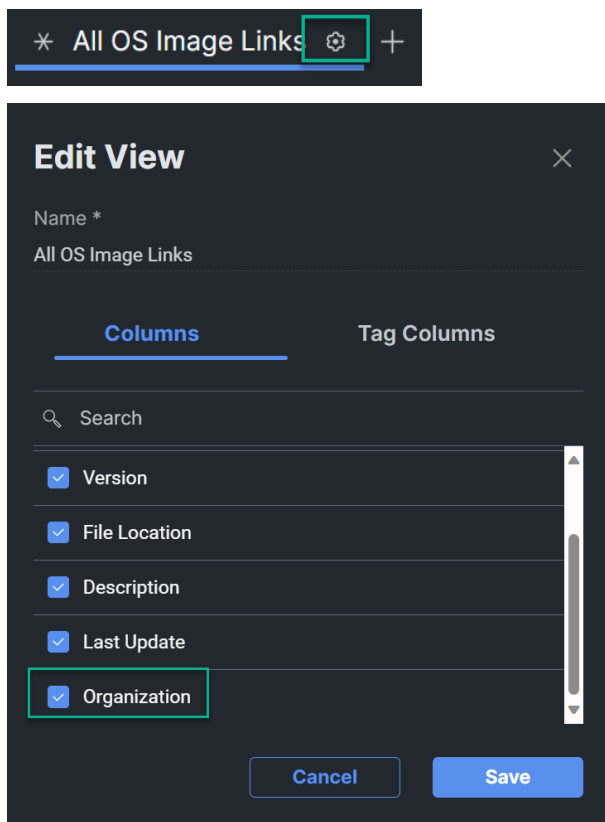 All OS Image Links
Edit View
Name *
All OS Image Links
Columns Tag Columns
Search
Version
File Location
Description
Last Update
Organization
Cancel Save